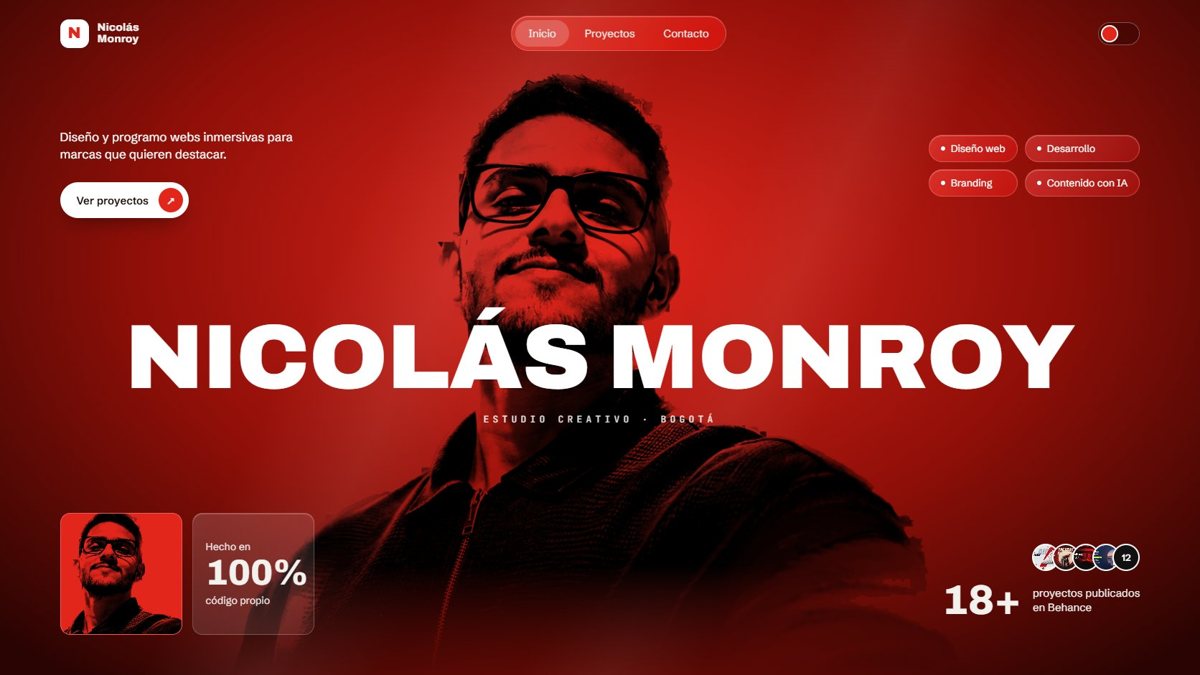 N
Nicolás
Monroy
Inicio
Proyectos
Contacto
Diseño y programo webs inmersivas para
marcas que quieren destacar.
Ver proyectos ↗
• Diseño web
• Desarrollo
• Branding
• Contenido con IA
NICOLÁS MONROY
ESTUDIO CREATIVO · BOGOTÁ
Hecho en
100%
código propio
12
18+
proyectos publicados
en Behance